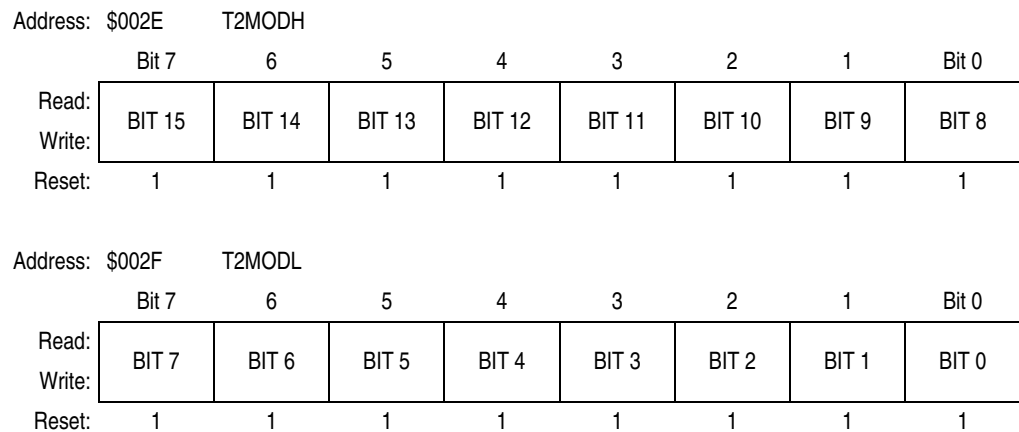 Address: $002E T2MODH
Bit 7 6 5 4 3 2 1 Bit 0
Read:
BIT 15 BIT 14 BIT 13 BIT 12 BIT 11 BIT 10 BIT 9 BIT 8
Write:
Reset: 1 1 1 1 1 1 1 1
Address: $002F T2MODL
Bit 7 6 5 4 3 2 1 Bit 0
Read:
BIT 7 BIT 6 BIT 5 BIT 4 BIT 3 BIT 2 BIT 1 BIT 0
Write:
Reset: 1 1 1 1 1 1 1 1